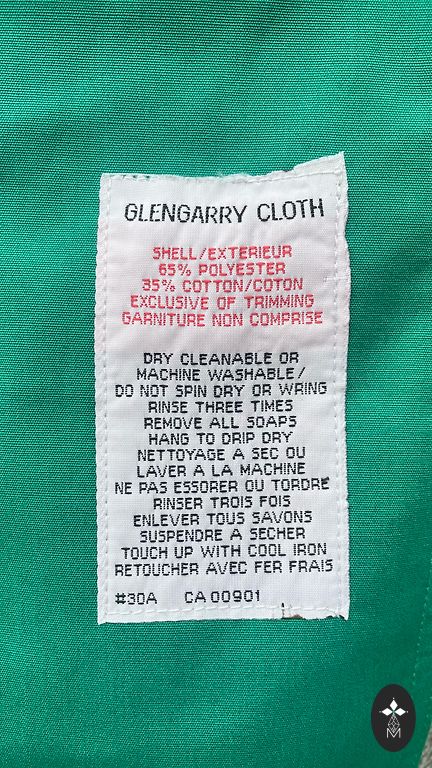 GLENGARRY CLOTH
SHELL/EXTERIEUR
65% POLYESTER
35% COTTON/COTON
EXCLUSIVE OF TRIMMING
GARNITURE NON COMPRISE
DRY CLEANABLE OR
MACHINE WASHABLE/
DO NOT SPIN DRY OR WRING
RINSE THREE TIMES
REMOVE ALL SOAPS
HANG TO DRIP DRY
NETTOYAGE A SEC OU
LAVER A LA MACHINE
NE PAS ESSORER OU TORDRE
RINSER TROIS FOIS
ENLEVER TOUS SAVONS
SUSPENDRE A SECHER
TOUCH UP WITH COOL IRON
RETOUCHER AVEC FER FRAIS
#30A CA00901
M